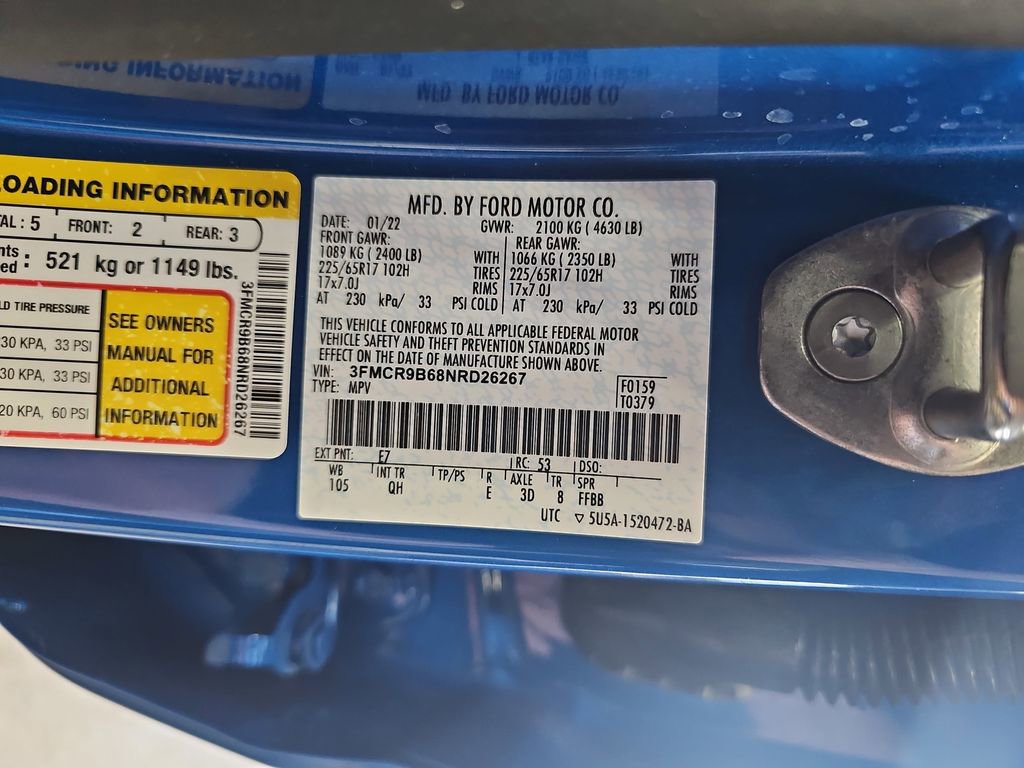 LOADING INFORMATION
TAL : 5 FRONT: 2 REAR: 3
521 kg or 1149 lbs.
D TIRE PRESSURE
30 KPA, 33 PSI
30 KPA, 33 PSI
20 KPA, 60 PSI
SEE OWNERS
MANUAL FOR
ADDITIONAL
INFORMATION
3FMCR9B68NRD26267
MFD. BY FORD MOTOR CO.
DATE: 01/22 GVWR: 2100 KG ( 4630 LB)
FRONT GAWR: REAR GAWR:
1089 KG ( 2400 LB) WITH 1066 KG ( 2350 LB) WITH
225/65R17 102H TIRES 225/65R17 102H TIRES
17x7.0J RIMS 17x7.0J RIMS
AT 230 kPa/ 33 PSI COLD AT 230 kPa/ 33 PSI COLD
THIS VEHICLE CONFORMS TO ALL APPLICABLE FEDERAL MOTOR
VEHICLE SAFETY AND THEFT PREVENTION STANDARDS IN
EFFECT ON THE DATE OF MANUFACTURE SHOWN ABOVE.
VIN: 3FMCR9B68NRD26267
TYPE: MPV
F0159
T0379
EXT PNT: E7 RC: 53 DSO:
WB INT TR TP/PS R AXLE TR SPR
105 QH E 3D 8 FFBB
UTC ▽ 5U5A-1520472-BA